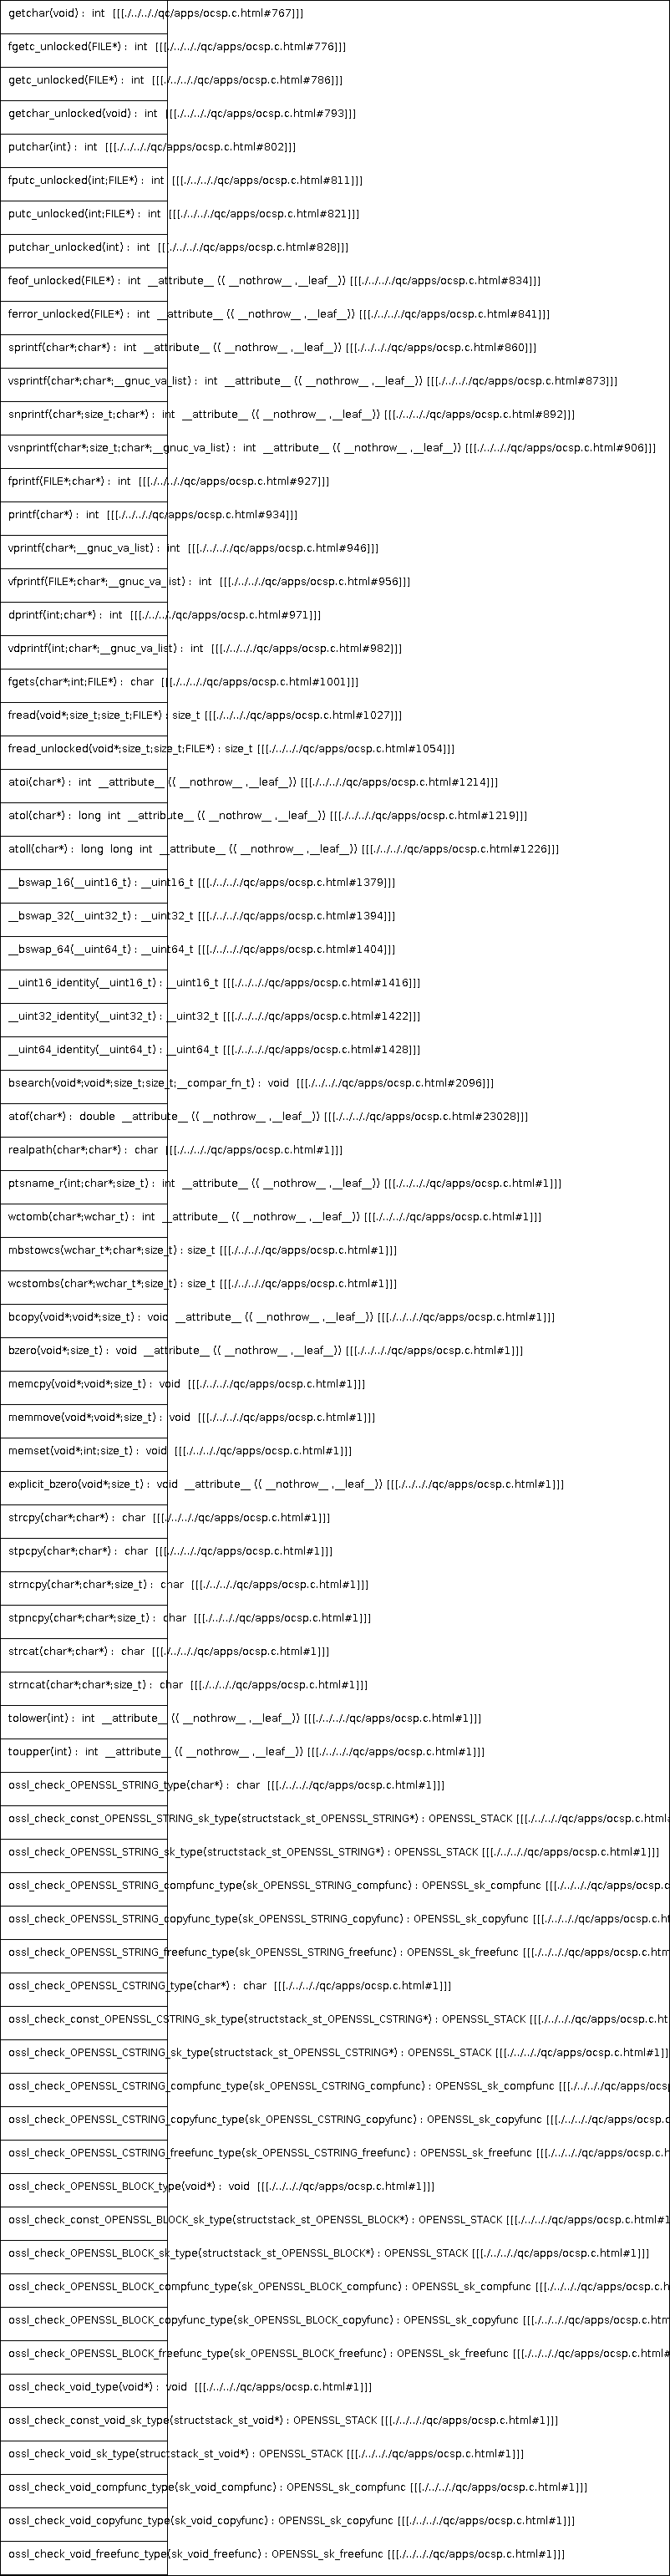 getchar(void) :  int  [[[./../.././qc/apps/ocsp.c.html#767]]]
fgetc_unlocked(FILE*) :  int  [[[./../.././qc/apps/ocsp.c.html#776]]]
getc_unlocked(FILE*) :  int  [[[./../.././qc/apps/ocsp.c.html#786]]]
getchar_unlocked(void) :  int  [[[./../.././qc/apps/ocsp.c.html#793]]]
putchar(int) :  int  [[[./../.././qc/apps/ocsp.c.html#802]]]
fputc_unlocked(int;FILE*) :  int  [[[./../.././qc/apps/ocsp.c.html#811]]]
putc_unlocked(int;FILE*) :  int  [[[./../.././qc/apps/ocsp.c.html#821]]]
putchar_unlocked(int) :  int  [[[./../.././qc/apps/ocsp.c.html#828]]]
feof_unlocked(FILE*) :  int  __attribute__ (( __nothrow__ ,__leaf__)) [[[./../.././qc/apps/ocsp.c.html#834]]]
ferror_unlocked(FILE*) :  int  __attribute__ (( __nothrow__ ,__leaf__)) [[[./../.././qc/apps/ocsp.c.html#841]]]
sprintf(char*;char*) :  int  __attribute__ (( __nothrow__ ,__leaf__)) [[[./../.././qc/apps/ocsp.c.html#860]]]
vsprintf(char*;char*;__gnuc_va_list) :  int  __attribute__ (( __nothrow__ ,__leaf__)) [[[./../.././qc/apps/ocsp.c.html#873]]]
snprintf(char*;size_t;char*) :  int  __attribute__ (( __nothrow__ ,__leaf__)) [[[./../.././qc/apps/ocsp.c.html#892]]]
vsnprintf(char*;size_t;char*;__gnuc_va_list) :  int  __attribute__ (( __nothrow__ ,__leaf__)) [[[./../.././qc/apps/ocsp.c.html#906]]]
fprintf(FILE*;char*) :  int  [[[./../.././qc/apps/ocsp.c.html#927]]]
printf(char*) :  int  [[[./../.././qc/apps/ocsp.c.html#934]]]
vprintf(char*;__gnuc_va_list) :  int  [[[./../.././qc/apps/ocsp.c.html#946]]]
vfprintf(FILE*;char*;__gnuc_va_list) :  int  [[[./../.././qc/apps/ocsp.c.html#956]]]
dprintf(int;char*) :  int  [[[./../.././qc/apps/ocsp.c.html#971]]]
vdprintf(int;char*;__gnuc_va_list) :  int  [[[./../.././qc/apps/ocsp.c.html#982]]]
fgets(char*;int;FILE*) :  char  [[[./../.././qc/apps/ocsp.c.html#1001]]]
fread(void*;size_t;size_t;FILE*) : size_t [[[./../.././qc/apps/ocsp.c.html#1027]]]
fread_unlocked(void*;size_t;size_t;FILE*) : size_t [[[./../.././qc/apps/ocsp.c.html#1054]]]
atoi(char*) :  int  __attribute__ (( __nothrow__ ,__leaf__)) [[[./../.././qc/apps/ocsp.c.html#1214]]]
atol(char*) :  long  int  __attribute__ (( __nothrow__ ,__leaf__)) [[[./../.././qc/apps/ocsp.c.html#1219]]]
atoll(char*) :  long  long  int  __attribute__ (( __nothrow__ ,__leaf__)) [[[./../.././qc/apps/ocsp.c.html#1226]]]
__bswap_16(__uint16_t) : __uint16_t [[[./../.././qc/apps/ocsp.c.html#1379]]]
__bswap_32(__uint32_t) : __uint32_t [[[./../.././qc/apps/ocsp.c.html#1394]]]
__bswap_64(__uint64_t) : __uint64_t [[[./../.././qc/apps/ocsp.c.html#1404]]]
__uint16_identity(__uint16_t) : __uint16_t [[[./../.././qc/apps/ocsp.c.html#1416]]]
__uint32_identity(__uint32_t) : __uint32_t [[[./../.././qc/apps/ocsp.c.html#1422]]]
__uint64_identity(__uint64_t) : __uint64_t [[[./../.././qc/apps/ocsp.c.html#1428]]]
bsearch(void*;void*;size_t;size_t;__compar_fn_t) :  void  [[[./../.././qc/apps/ocsp.c.html#2096]]]
atof(char*) :  double  __attribute__ (( __nothrow__ ,__leaf__)) [[[./../.././qc/apps/ocsp.c.html#23028]]]
realpath(char*;char*) :  char  [[[./../.././qc/apps/ocsp.c.html#1]]]
ptsname_r(int;char*;size_t) :  int  __attribute__ (( __nothrow__ ,__leaf__)) [[[./../.././qc/apps/ocsp.c.html#1]]]
wctomb(char*;wchar_t) :  int  __attribute__ (( __nothrow__ ,__leaf__)) [[[./../.././qc/apps/ocsp.c.html#1]]]
mbstowcs(wchar_t*;char*;size_t) : size_t [[[./../.././qc/apps/ocsp.c.html#1]]]
wcstombs(char*;wchar_t*;size_t) : size_t [[[./../.././qc/apps/ocsp.c.html#1]]]
bcopy(void*;void*;size_t) :  void  __attribute__ (( __nothrow__ ,__leaf__)) [[[./../.././qc/apps/ocsp.c.html#1]]]
bzero(void*;size_t) :  void  __attribute__ (( __nothrow__ ,__leaf__)) [[[./../.././qc/apps/ocsp.c.html#1]]]
memcpy(void*;void*;size_t) :  void  [[[./../.././qc/apps/ocsp.c.html#1]]]
memmove(void*;void*;size_t) :  void  [[[./../.././qc/apps/ocsp.c.html#1]]]
memset(void*;int;size_t) :  void  [[[./../.././qc/apps/ocsp.c.html#1]]]
explicit_bzero(void*;size_t) :  void  __attribute__ (( __nothrow__ ,__leaf__)) [[[./../.././qc/apps/ocsp.c.html#1]]]
strcpy(char*;char*) :  char  [[[./../.././qc/apps/ocsp.c.html#1]]]
stpcpy(char*;char*) :  char  [[[./../.././qc/apps/ocsp.c.html#1]]]
strncpy(char*;char*;size_t) :  char  [[[./../.././qc/apps/ocsp.c.html#1]]]
stpncpy(char*;char*;size_t) :  char  [[[./../.././qc/apps/ocsp.c.html#1]]]
strcat(char*;char*) :  char  [[[./../.././qc/apps/ocsp.c.html#1]]]
strncat(char*;char*;size_t) :  char  [[[./../.././qc/apps/ocsp.c.html#1]]]
tolower(int) :  int  __attribute__ (( __nothrow__ ,__leaf__)) [[[./../.././qc/apps/ocsp.c.html#1]]]
toupper(int) :  int  __attribute__ (( __nothrow__ ,__leaf__)) [[[./../.././qc/apps/ocsp.c.html#1]]]
ossl_check_OPENSSL_STRING_type(char*) :  char  [[[./../.././qc/apps/ocsp.c.html#1]]]
ossl_check_const_OPENSSL_STRING_sk_type(structstack_st_OPENSSL_STRING*) : OPENSSL_STACK [[[./../.././qc/apps/ocsp.c.html#
ossl_check_OPENSSL_STRING_sk_type(structstack_st_OPENSSL_STRING*) : OPENSSL_STACK [[[./../.././qc/apps/ocsp.c.html#1]]]
ossl_check_OPENSSL_STRING_compfunc_type(sk_OPENSSL_STRING_compfunc) : OPENSSL_sk_compfunc [[[./../.././qc/apps/ocsp.c
ossl_check_OPENSSL_STRING_copyfunc_type(sk_OPENSSL_STRING_copyfunc) : OPENSSL_sk_copyfunc [[[./../.././qc/apps/ocsp.c.ht
ossl_check_OPENSSL_STRING_freefunc_type(sk_OPENSSL_STRING_freefunc) : OPENSSL_sk_freefunc [[[./../.././qc/apps/ocsp.c.htm
ossl_check_OPENSSL_CSTRING_type(char*) :  char  [[[./../.././qc/apps/ocsp.c.html#1]]]
ossl_check_const_OPENSSL_CSTRING_sk_type(structstack_st_OPENSSL_CSTRING*) : OPENSSL_STACK [[[./../.././qc/apps/ocsp.c.ht
ossl_check_OPENSSL_CSTRING_sk_type(structstack_st_OPENSSL_CSTRING*) : OPENSSL_STACK [[[./../.././qc/apps/ocsp.c.html#1]]
ossl_check_OPENSSL_CSTRING_compfunc_type(sk_OPENSSL_CSTRING_compfunc) : OPENSSL_sk_compfunc [[[./../.././qc/apps/ocsp
ossl_check_OPENSSL_CSTRING_copyfunc_type(sk_OPENSSL_CSTRING_copyfunc) : OPENSSL_sk_copyfunc [[[./../.././qc/apps/ocsp.c
ossl_check_OPENSSL_CSTRING_freefunc_type(sk_OPENSSL_CSTRING_freefunc) : OPENSSL_sk_freefunc [[[./../.././qc/apps/ocsp.c.h
ossl_check_OPENSSL_BLOCK_type(void*) :  void  [[[./../.././qc/apps/ocsp.c.html#1]]]
ossl_check_const_OPENSSL_BLOCK_sk_type(structstack_st_OPENSSL_BLOCK*) : OPENSSL_STACK [[[./../.././qc/apps/ocsp.c.html#1
ossl_check_OPENSSL_BLOCK_sk_type(structstack_st_OPENSSL_BLOCK*) : OPENSSL_STACK [[[./../.././qc/apps/ocsp.c.html#1]]]
ossl_check_OPENSSL_BLOCK_compfunc_type(sk_OPENSSL_BLOCK_compfunc) : OPENSSL_sk_compfunc [[[./../.././qc/apps/ocsp.c.h
ossl_check_OPENSSL_BLOCK_copyfunc_type(sk_OPENSSL_BLOCK_copyfunc) : OPENSSL_sk_copyfunc [[[./../.././qc/apps/ocsp.c.htm
ossl_check_OPENSSL_BLOCK_freefunc_type(sk_OPENSSL_BLOCK_freefunc) : OPENSSL_sk_freefunc [[[./../.././qc/apps/ocsp.c.html#
ossl_check_void_type(void*) :  void  [[[./../.././qc/apps/ocsp.c.html#1]]]
ossl_check_const_void_sk_type(structstack_st_void*) : OPENSSL_STACK [[[./../.././qc/apps/ocsp.c.html#1]]]
ossl_check_void_sk_type(structstack_st_void*) : OPENSSL_STACK [[[./../.././qc/apps/ocsp.c.html#1]]]
ossl_check_void_compfunc_type(sk_void_compfunc) : OPENSSL_sk_compfunc [[[./../.././qc/apps/ocsp.c.html#1]]]
ossl_check_void_copyfunc_type(sk_void_copyfunc) : OPENSSL_sk_copyfunc [[[./../.././qc/apps/ocsp.c.html#1]]]
ossl_check_void_freefunc_type(sk_void_freefunc) : OPENSSL_sk_freefunc [[[./../.././qc/apps/ocsp.c.html#1]]]